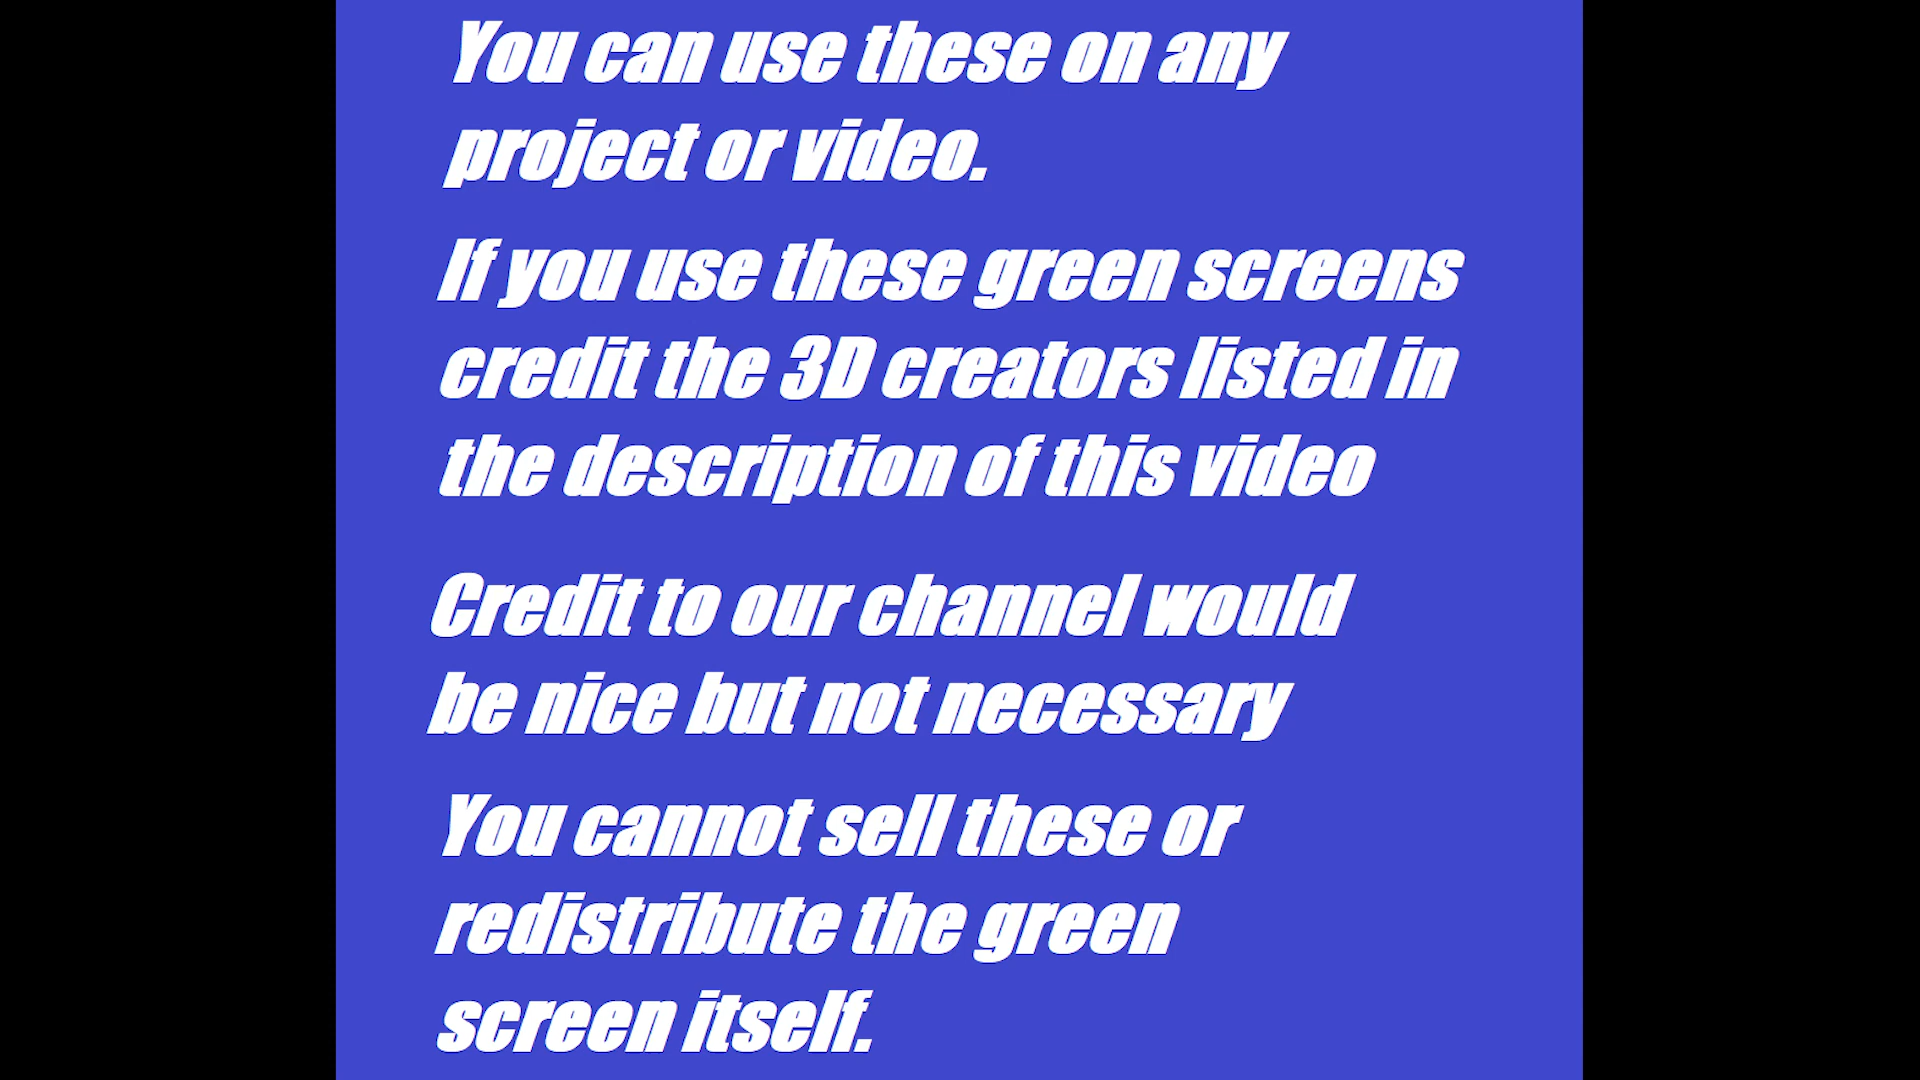 You can use these on any
project or video.
If you use these green screens
credit the 3D creators listed in
the description of this video
Credit to our channel would
be nice but not necessary
You cannot sell these or
redistribute the green
screen itself.